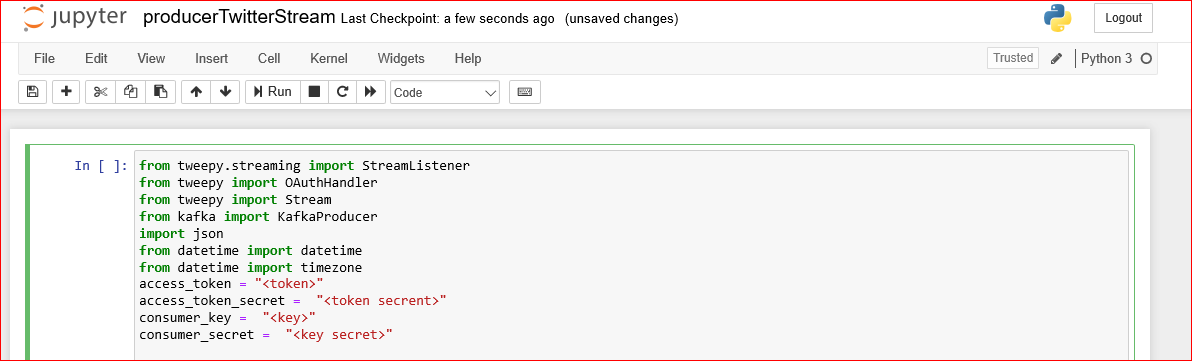 jupyter producerTwitterStream Last Checkpoint: a few seconds ago (unsaved changes) Logout
File Edit View Insert Cell Kernel Widgets Help Trusted Python 3
Run Code
In [ ]: from tweepy.streaming import StreamListener
from tweepy import OAuthHandler
from tweepy import Stream
from kafka import KafkaProducer
import json
from datetime import datetime
from datetime import timezone
access_token = "<token>"
access_token_secret =  "<token secrent>"
consumer_key =  "<key>"
consumer_secret =  "<key secret>"